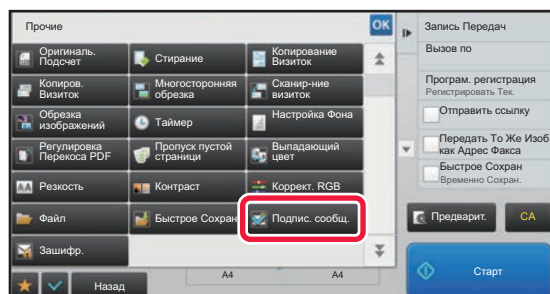 Прочие
OK
Оригиналь.
Подсчет
Стирание
Копирование
Визиток
Копиров.
Визиток
Многосторонняя
обрезка
Сканир-ние
визиток
Обрезка
изображений
Таймер
Настройка Фона
Регулировка
Перекоса PDF
Пропуск пустой
страници
Выпадающий
цвет
Резкость
Контраст
Коррект. RGB
Файл
Быстрое Сохран
Подпис. сообщ.
Зашифр.
Назад
A4
A4
Запись Передач
Вызов по
Програм. регистрация
Регистрировать Тек.
Отправить ссылку
Передать То Же Изоб
как Адрес Факса
Быстрое Сохран
Временно Сохран.
Предварит.
CA
Старт